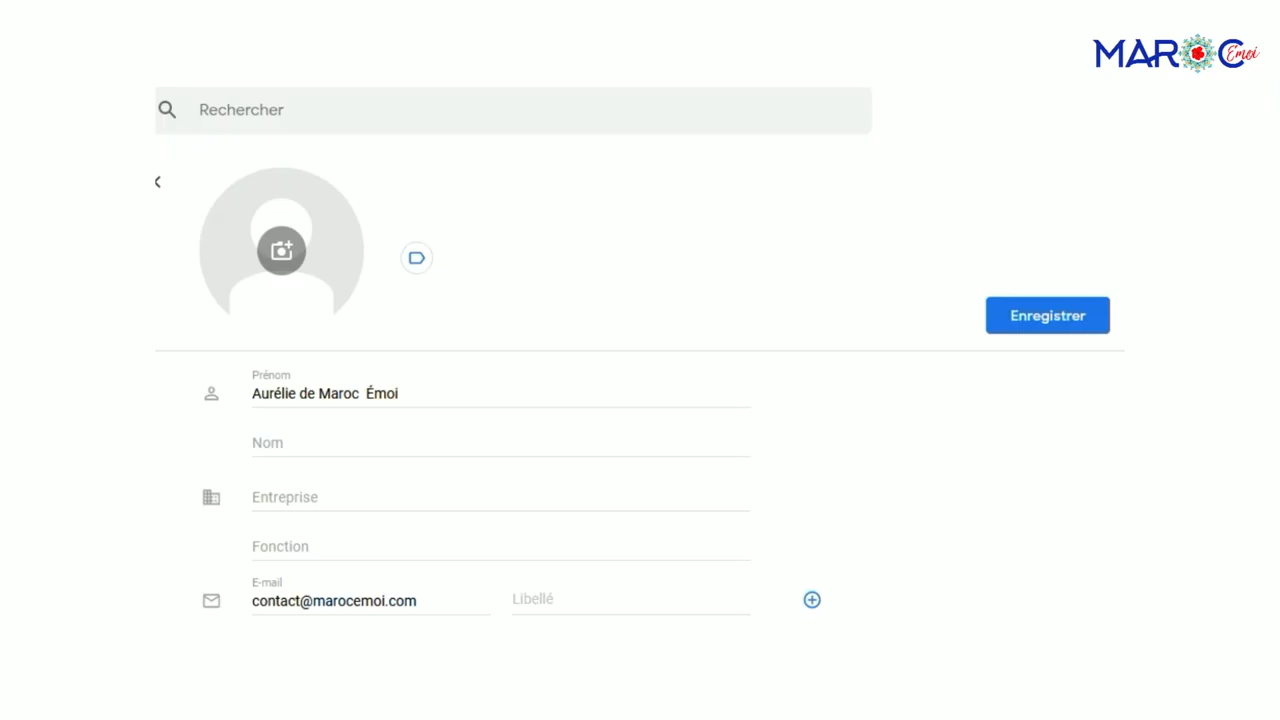 MAROC Émoi
Rechercher
Enregistrer
Prénom
Aurélie de Maroc  Émoi
Nom
Entreprise
Fonction
E-mail
contact@marocemoi.com
Libellé